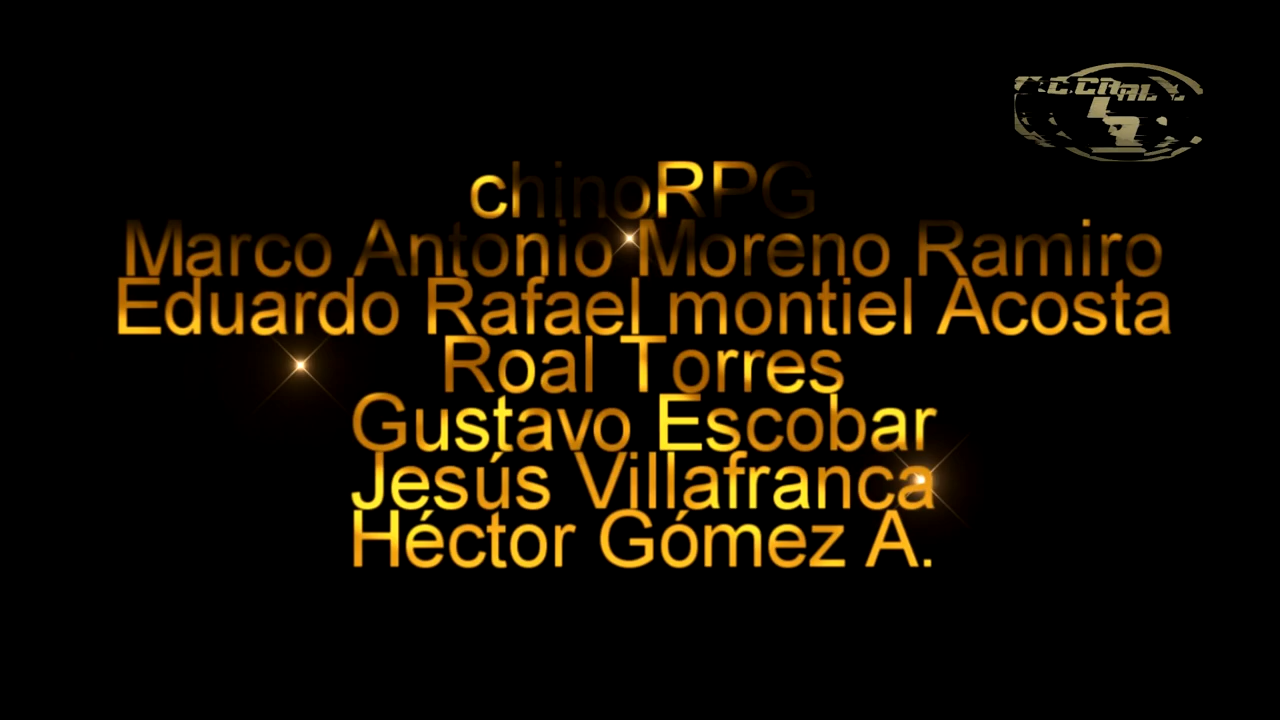 chinoRPG
Marco Antonio Moreno Ramiro
Eduardo Rafael montiel Acosta
Roal Torres
Gustavo Escobar
Jesús Villafranca
Héctor Gómez A.